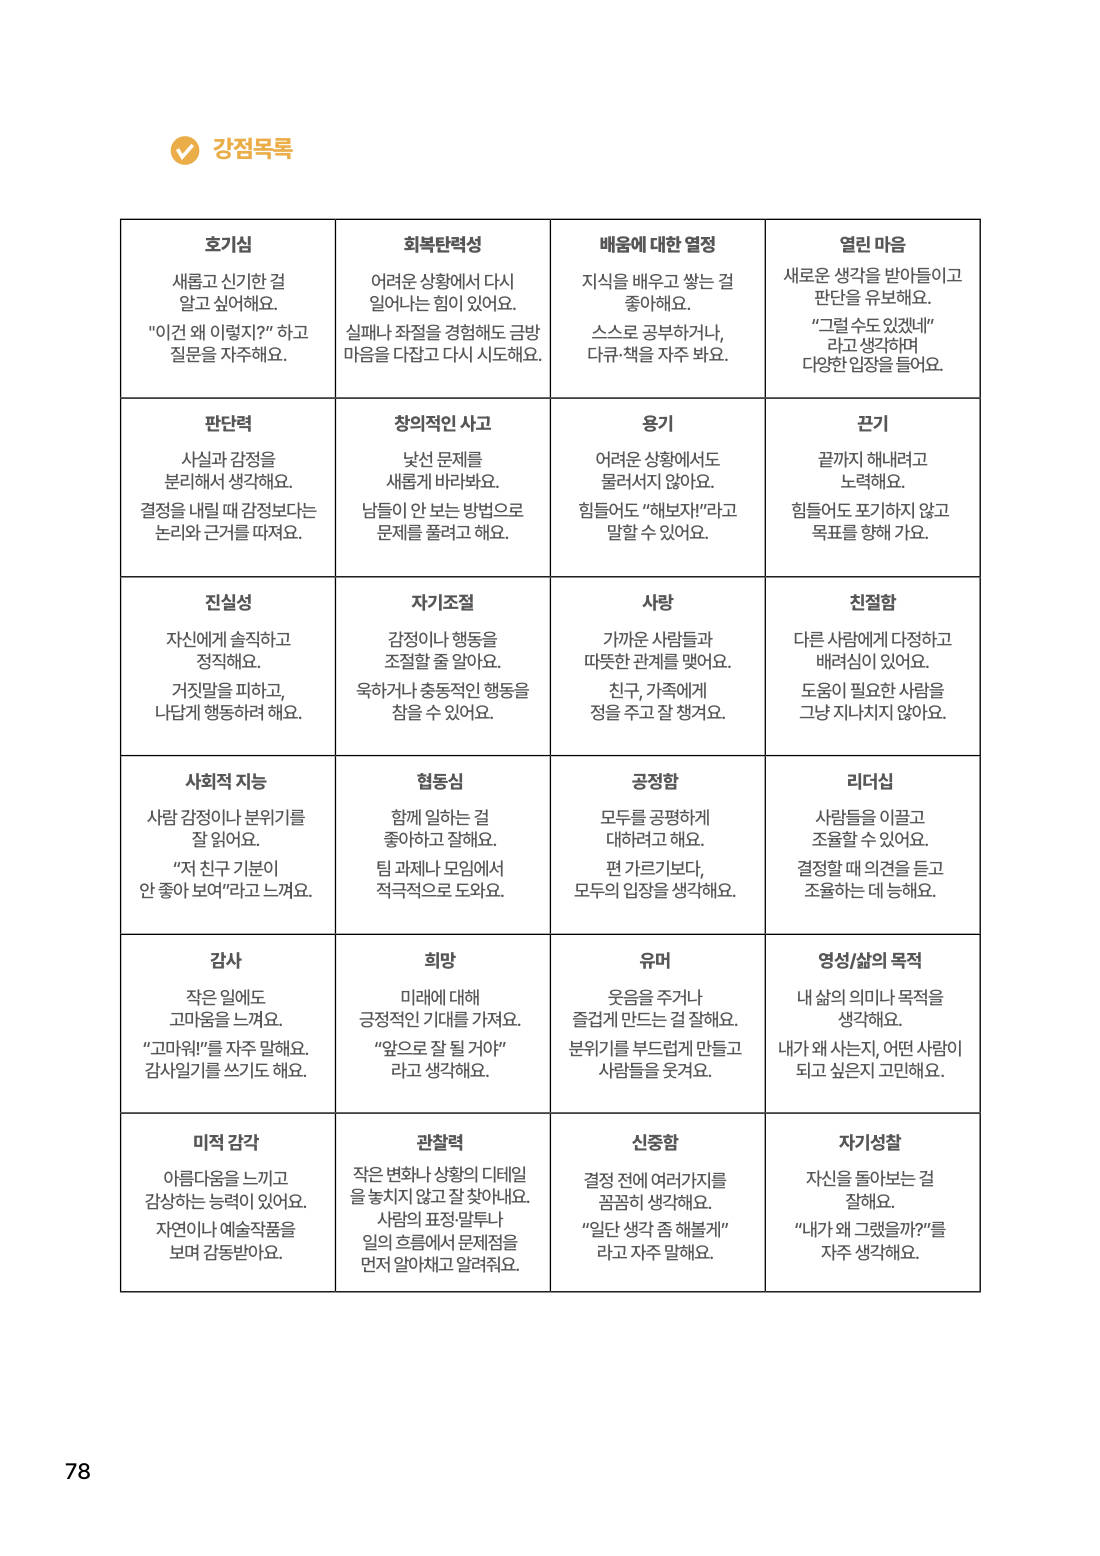 강점목록
호기심
새롭고 신기한 걸
알고 싶어해요.
"이건 왜 이렇지?” 하고
질문을 자주해요.
회복탄력성
어려운 상황에서 다시
일어나는 힘이 있어요.
실패나 좌절을 경험해도 금방
마음을 다잡고 다시 시도해요.
배움에 대한 열정
지식을 배우고 쌓는 걸
좋아해요.
스스로 공부하거나,
다큐·책을 자주 봐요.
열린 마음
새로운 생각을 받아들이고
판단을 유보해요.
“그럴 수도 있겠네”
라고 생각하며
다양한 입장을 들어요.
판단력
사실과 감정을
분리해서 생각해요.
결정을 내릴 때 감정보다는
논리와 근거를 따져요.
창의적인 사고
낯선 문제를
새롭게 바라봐요.
남들이 안 보는 방법으로
문제를 풀려고 해요.
용기
어려운 상황에서도
물러서지 않아요.
힘들어도 “해보자!”라고
말할 수 있어요.
끈기
끝까지 해내려고
노력해요.
힘들어도 포기하지 않고
목표를 향해 가요.
진실성
자신에게 솔직하고
정직해요.
거짓말을 피하고,
나답게 행동하려 해요.
자기조절
감정이나 행동을
조절할 줄 알아요.
욱하거나 충동적인 행동을
참을 수 있어요.
사랑
가까운 사람들과
따뜻한 관계를 맺어요.
친구, 가족에게
정을 주고 잘 챙겨요.
친절함
다른 사람에게 다정하고
배려심이 있어요.
도움이 필요한 사람을
그냥 지나치지 않아요.
사회적 지능
사람 감정이나 분위기를
잘 읽어요.
“저 친구 기분이
안 좋아 보여”라고 느껴요.
협동심
함께 일하는 걸
좋아하고 잘해요.
팀 과제나 모임에서
적극적으로 도와요.
공정함
모두를 공평하게
대하려고 해요.
편 가르기보다,
모두의 입장을 생각해요.
리더십
사람들을 이끌고
조율할 수 있어요.
결정할 때 의견을 듣고
조율하는 데 능해요.
감사
작은 일에도
고마움을 느껴요.
“고마워!”를 자주 말해요.
감사일기를 쓰기도 해요.
희망
미래에 대해
긍정적인 기대를 가져요.
“앞으로 잘 될 거야”
라고 생각해요.
유머
웃음을 주거나
즐겁게 만드는 걸 잘해요.
분위기를 부드럽게 만들고
사람들을 웃겨요.
영성/삶의 목적
내 삶의 의미나 목적을
생각해요.
내가 왜 사는지, 어떤 사람이
되고 싶은지 고민해요.
미적 감각
아름다움을 느끼고
감상하는 능력이 있어요.
자연이나 예술작품을
보며 감동받아요.
관찰력
작은 변화나 상황의 디테일
을 놓치지 않고 잘 찾아내요.
사람의 표정·말투나
일의 흐름에서 문제점을
먼저 알아채고 알려줘요.
신중함
결정 전에 여러가지를
꼼꼼히 생각해요.
“일단 생각 좀 해볼게”
라고 자주 말해요.
자기성찰
자신을 돌아보는 걸
잘해요.
“내가 왜 그랬을까?”를
자주 생각해요.
78